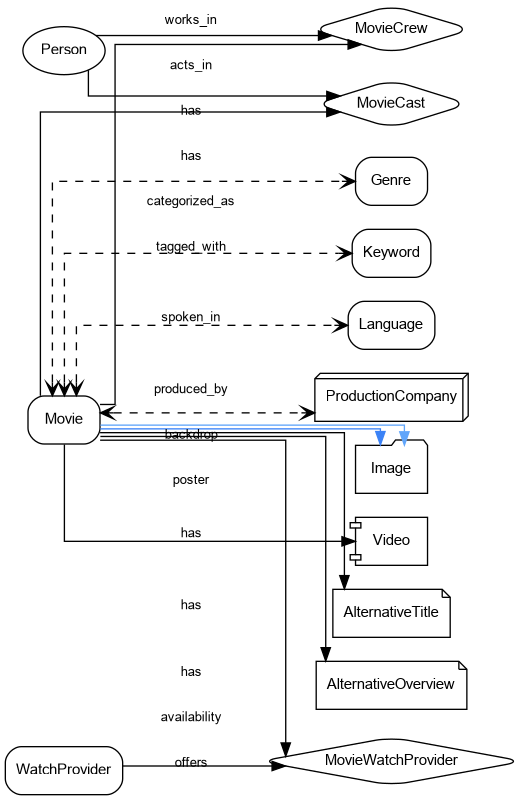 works_in
MovieCrew
Person
acts_in
MovieCast
has
has
Genre
categorized_as
tagged_with
Keyword
spoken_in
Language
produced_by
ProductionCompany
Movie
backdrop
Image
poster
has
Video
has
AlternativeTitle
has
AlternativeOverview
availability
WatchProvider
offers
MovieWatchProvider